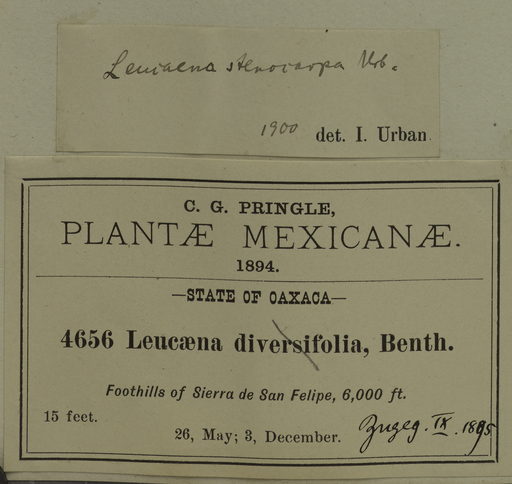 Leucaena stenocarpa Urb.
1900 det. I. Urban
C. G. PRINGLE,
PLANTÆ MEXICANÆ.
1894.
—STATE OF OAXACA—
4656 Leucæna diversifolia, Benth.
Foothills of Sierra de San Felipe, 6,000 ft.
15 feet.
26, May; 3, December.
Zugeg. IX. 1895